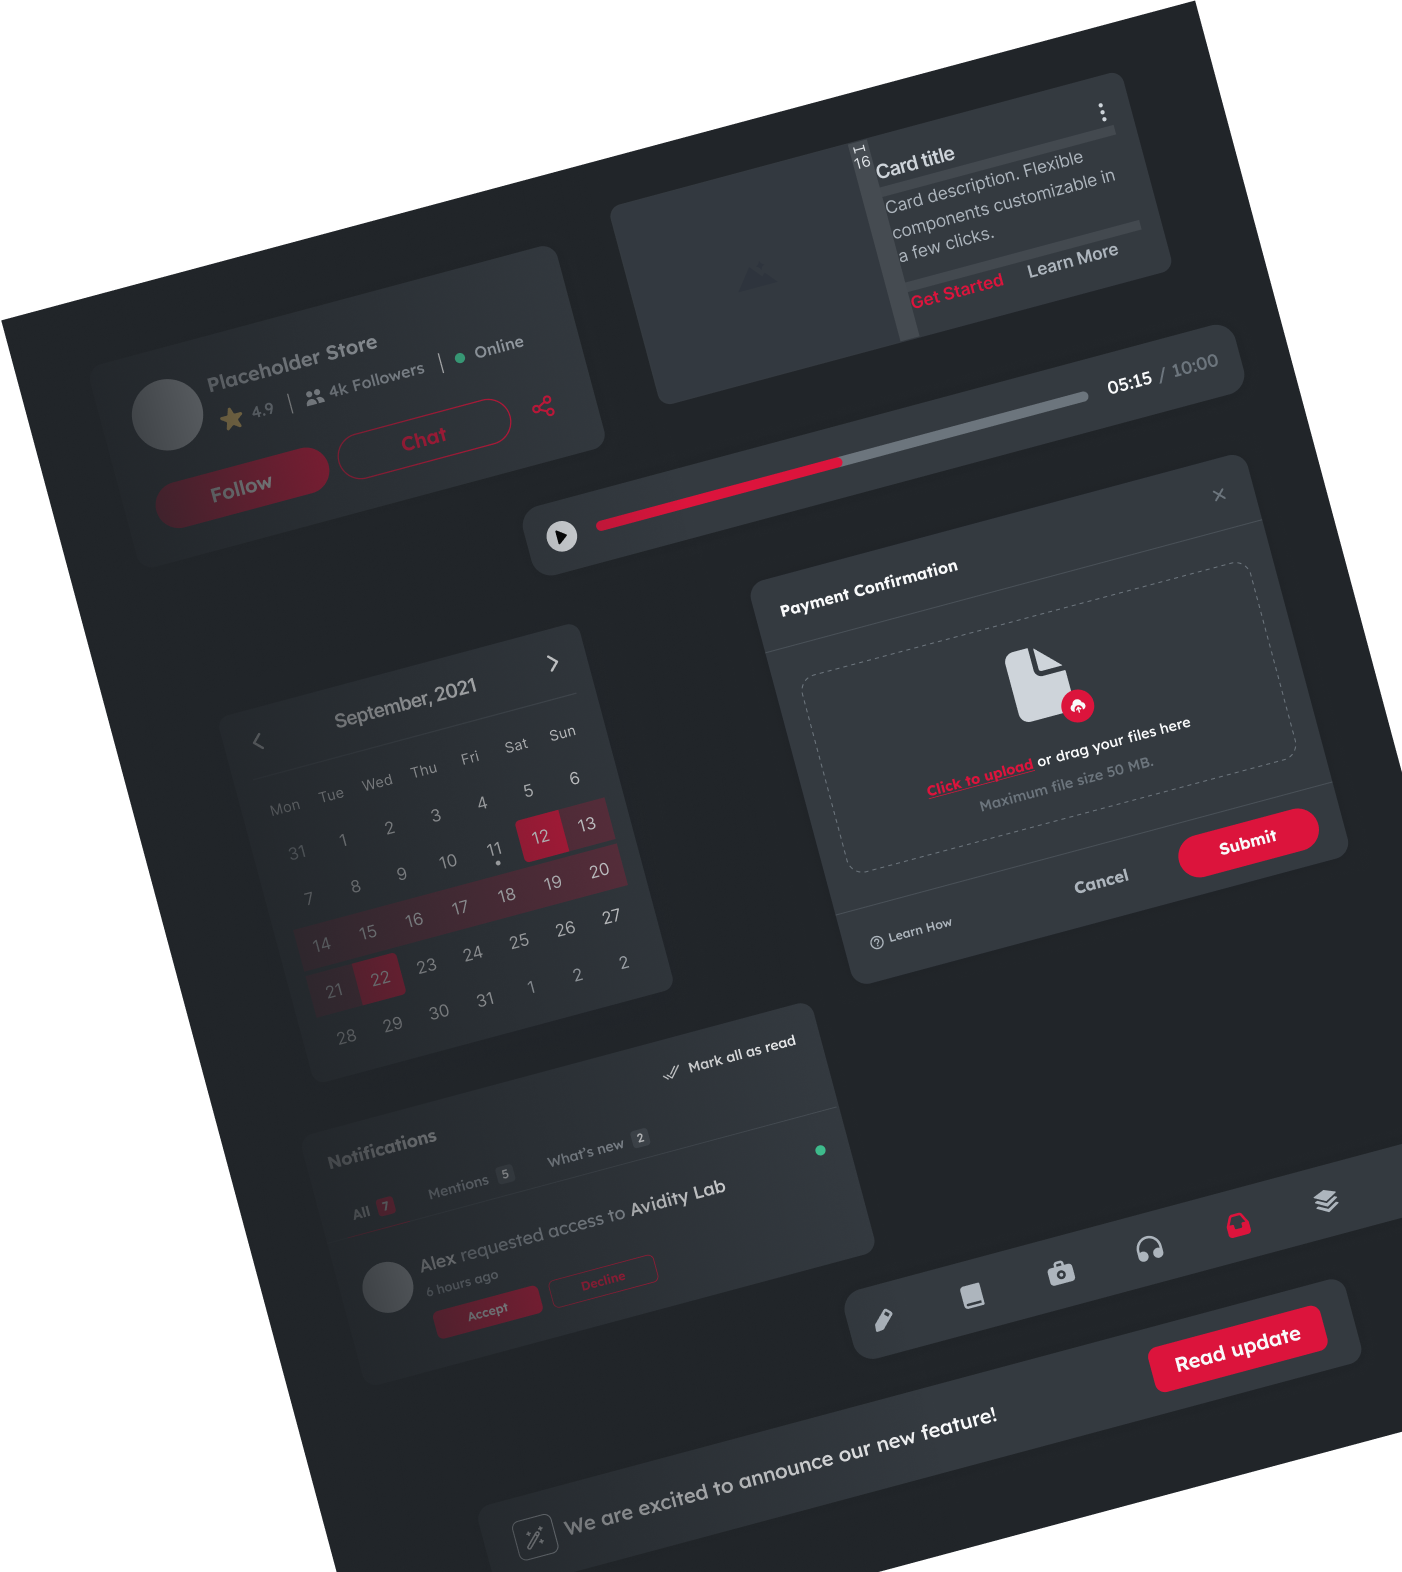 16
Card title
Card description. Flexible
components customizable in
a few clicks.
Get Started Learn More
Placeholder Store
4.9 | 4k Followers | Online
Follow Chat
05:15 / 10:00
Payment Confirmation
Click to upload or drag your files here
Maximum file size 50 MB.
Learn How Cancel Submit
September, 2021
Mon Tue Wed Thu Fri Sat Sun
31 1 2 3 4 5 6
7 8 9 10 11 12 13
14 15 16 17 18 19 20
21 22 23 24 25 26 27
28 29 30 31 1 2 2
Notifications Mark all as read
All 7 Mentions 5 What's new 2
Alex requested access to Avidity Lab
6 hours ago
Accept Decline
We are excited to announce our new feature! Read update